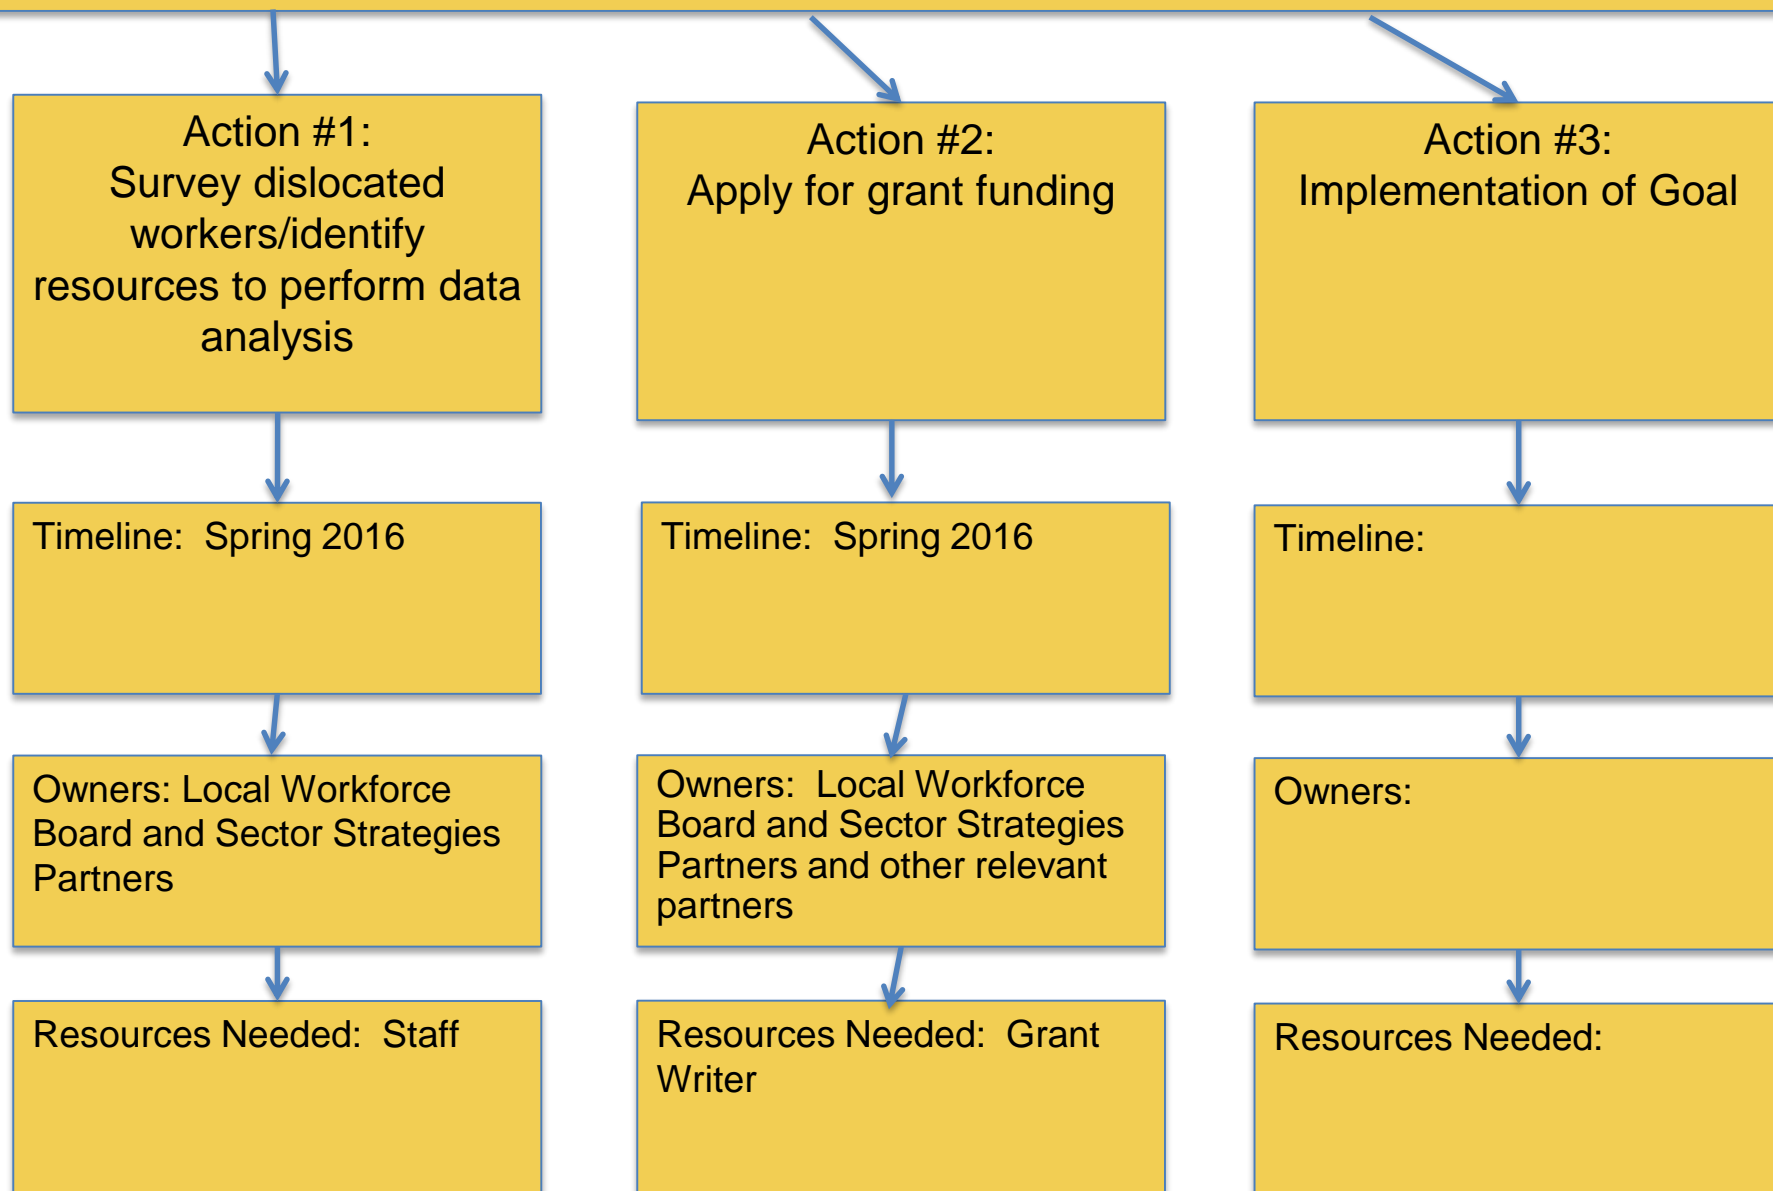 Action #1:
Survey dislocated
workers/identify
resources to perform data
analysis
Timeline:  Spring 2016
Owners: Local Workforce
Board and Sector Strategies
Partners
Resources Needed:  Staff
Action #2:
Apply for grant funding
Timeline:  Spring 2016
Owners:  Local Workforce
Board and Sector Strategies
Partners and other relevant
partners
Resources Needed:  Grant
Writer
Action #3:
Implementation of Goal
Timeline:
Owners:
Resources Needed: